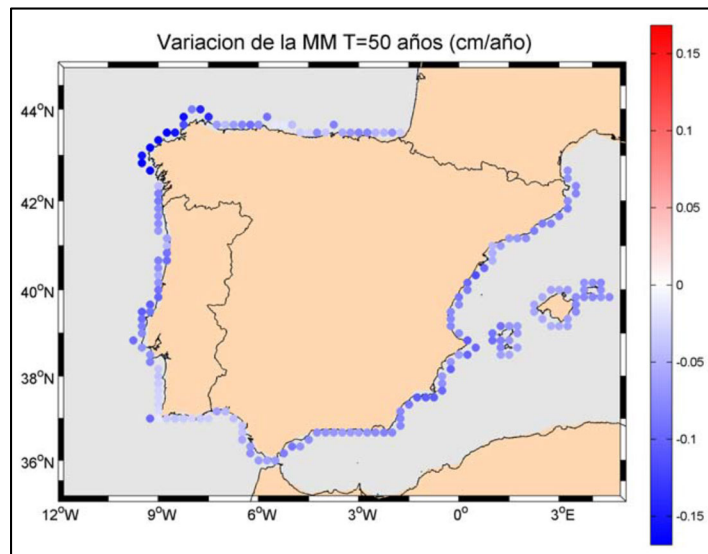 Variacion de la MM T=50 años (cm/año)
44°N
42°N
40°N
38°N
36°N
12°W 9°W 6°W 3°W 0° 3°E
0.15
0.1
0.05
0
-0.05
-0.1
-0.15